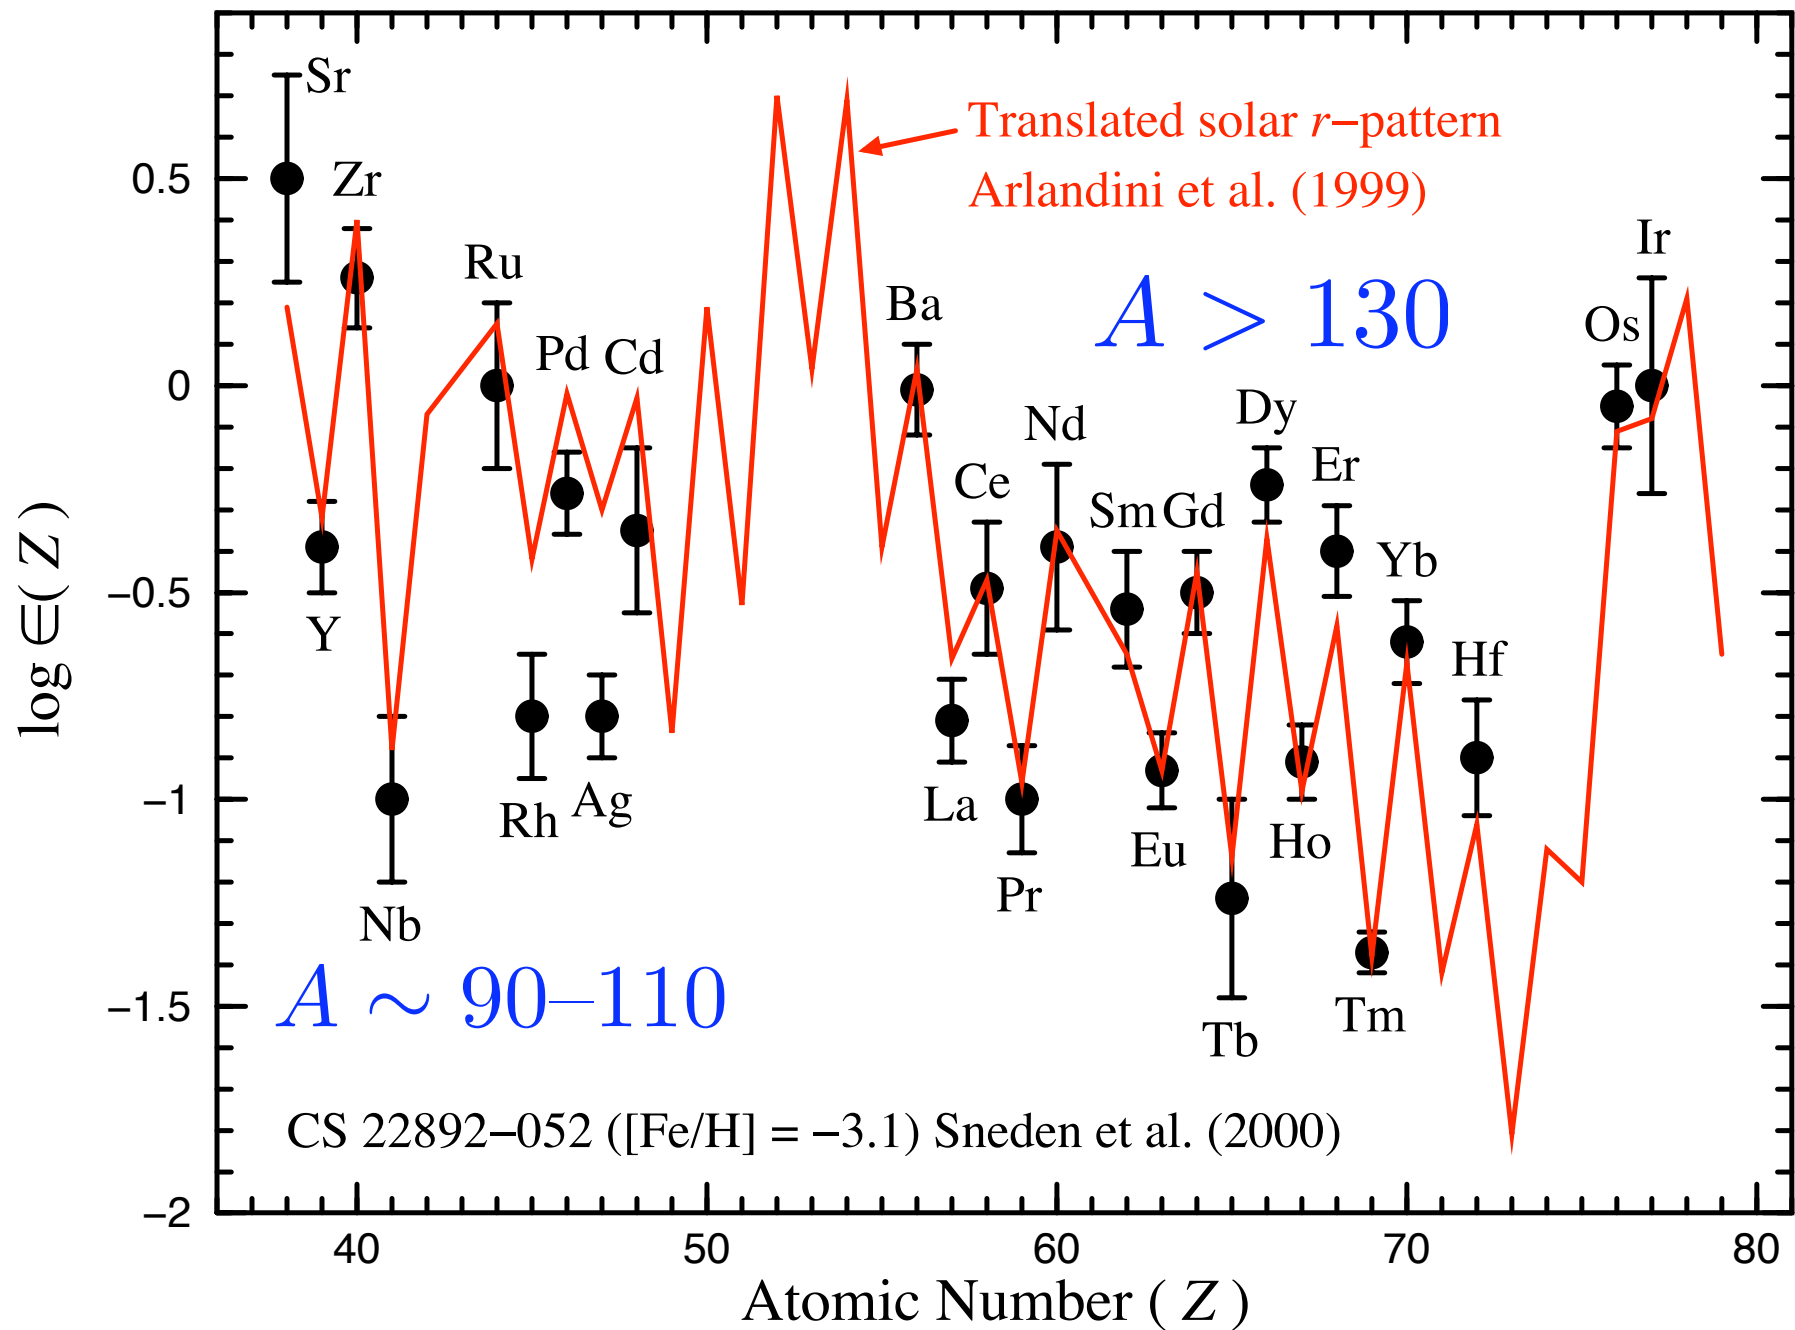 Sr
0.5
Zr
Translated solar r−pattern
Arlandini et al. (1999)
Ru
Ir
A > 130
Ba
Os
Pd
Cd
0
Dy
Nd
Er
Ce
Sm
Gd
Yb
−0.5
Y
Hf
log ∈( Z )
−1
Rh
Ag
La
Eu
Ho
Pr
Nb
A ∼ 90–110
−1.5
Tm
Tb
CS 22892−052 ([Fe/H] = −3.1) Sneden et al. (2000)
−2
40 50 60 70 80
Atomic Number ( Z )